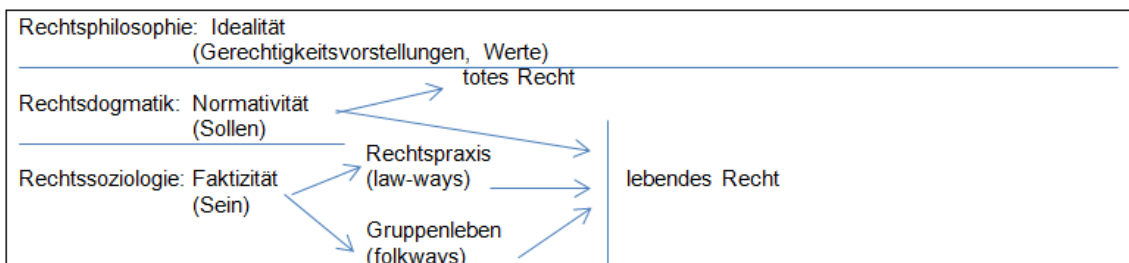 Rechtsphilosophie: Idealität
(Gerechtigkeitsvorstellungen, Werte)
totes Recht
Rechtsdogmatik: Normativität
(Sollen)
Rechtspraxis
Rechtssoziologie: Faktizität
(law-ways)
lebendes Recht
(Sein)
Gruppenleben
(folkways)